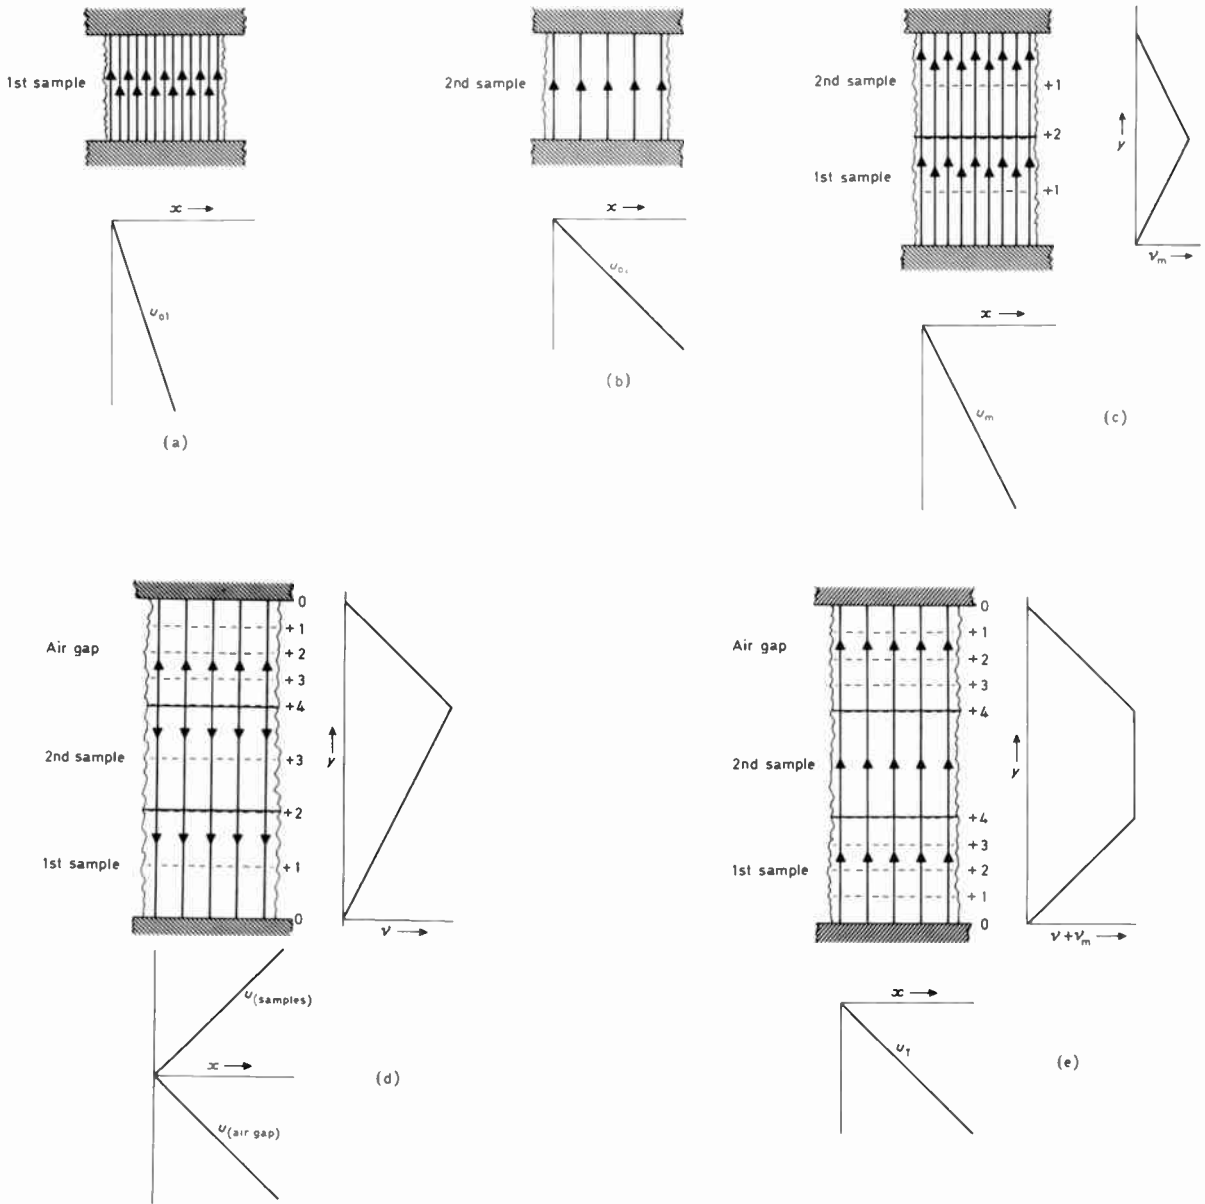 1st sample
x
u₀₁
(a)
2nd sample
x
(b)
2nd sample
1st sample
+1
+2
+1
y
νₘ
x
uₘ
(c)
Air gap
2nd sample
1st sample
0
+1
+2
+3
+4
+3
+2
+1
0
y
ν
u(samples)
x
u(air gap)
(d)
Air gap
2nd sample
1st sample
0
+1
+2
+3
+4
+4
+3
+2
+1
0
y
ν+νₘ
x
u_T
(e)